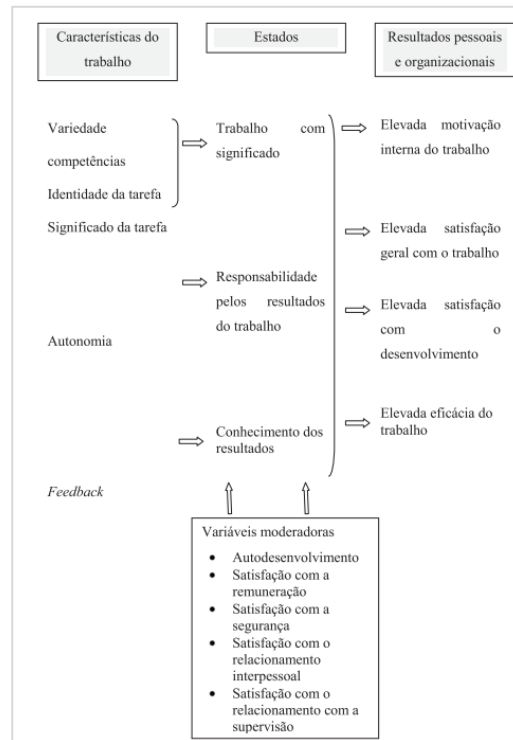 Características do
trabalho
Estados
Resultados pessoais
e organizacionais
Variedade
competências
Identidade da tarefa
Significado da tarefa
Autonomia
Feedback
Trabalho com
significado
Responsabilidade
pelos resultados
do trabalho
Conhecimento dos
resultados
Elevada motivação
interna do trabalho
Elevada satisfação
geral com o trabalho
Elevada satisfação
com o
desenvolvimento
Elevada eficácia do
trabalho
Variáveis moderadoras
• Autodesenvolvimento
• Satisfação com a
remuneração
• Satisfação com a
segurança
• Satisfação com o
relacionamento
interpessoal
• Satisfação com o
relacionamento com a
supervisão